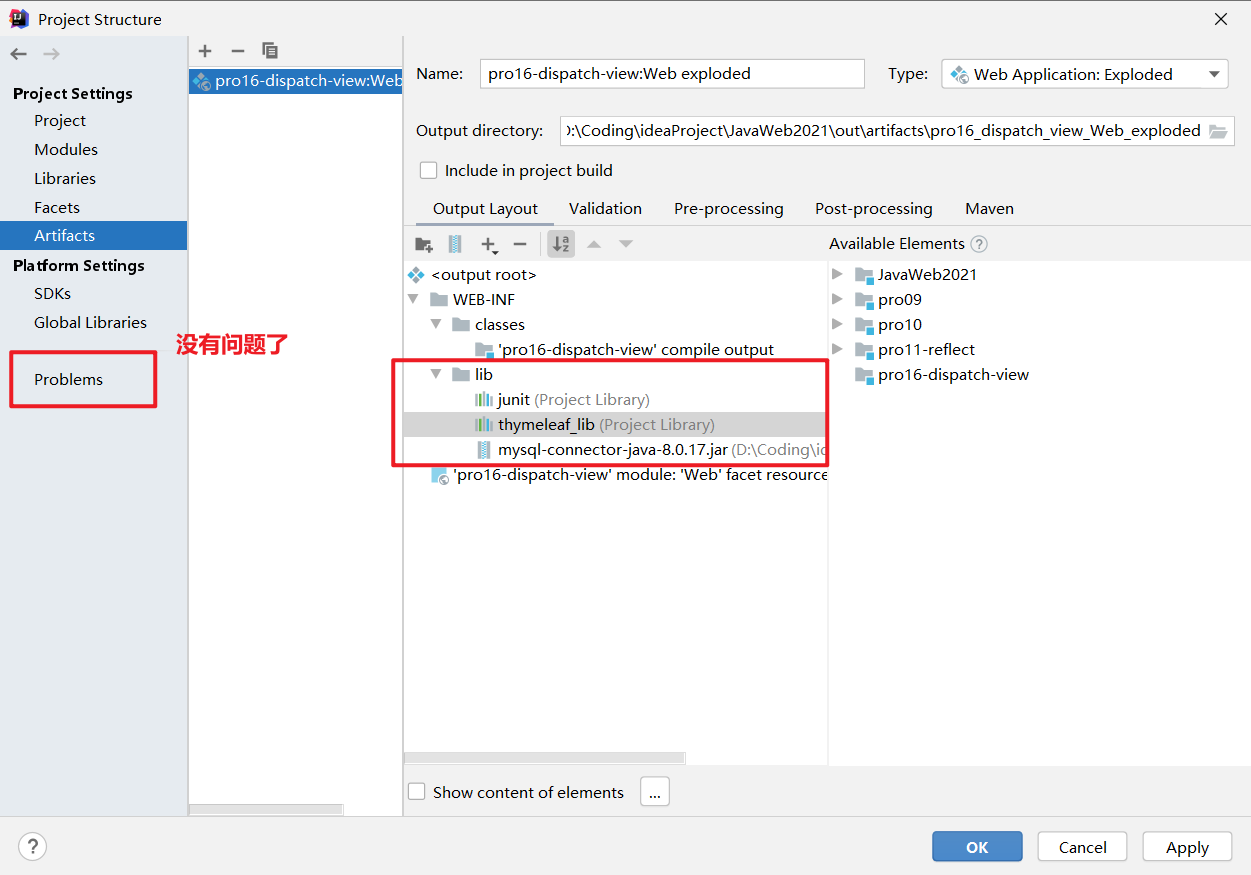 Project Structure
Project Settings
Project
Modules
Libraries
Facets
Artifacts
Platform Settings
SDKs
Global Libraries
Problems
没有问题了
pro16-dispatch-view:Web
Name:
pro16-dispatch-view:Web exploded
Type:
Web Application: Exploded
Output directory:
:\Coding\ideaProject\JavaWeb2021\out\artifacts\pro16_dispatch_view_Web_exploded
Include in project build
Output Layout
Validation
Pre-processing
Post-processing
Maven
Available Elements ?
<output root>
WEB-INF
classes
'pro16-dispatch-view' compile output
lib
junit (Project Library)
thymeleaf_lib (Project Library)
mysql-connector-java-8.0.17.jar (D:\Coding\ic
'pro16-dispatch-view' module: 'Web' facet resource
JavaWeb2021
pro09
pro10
pro11-reflect
pro16-dispatch-view
Show content of elements
...
?
OK
Cancel
Apply